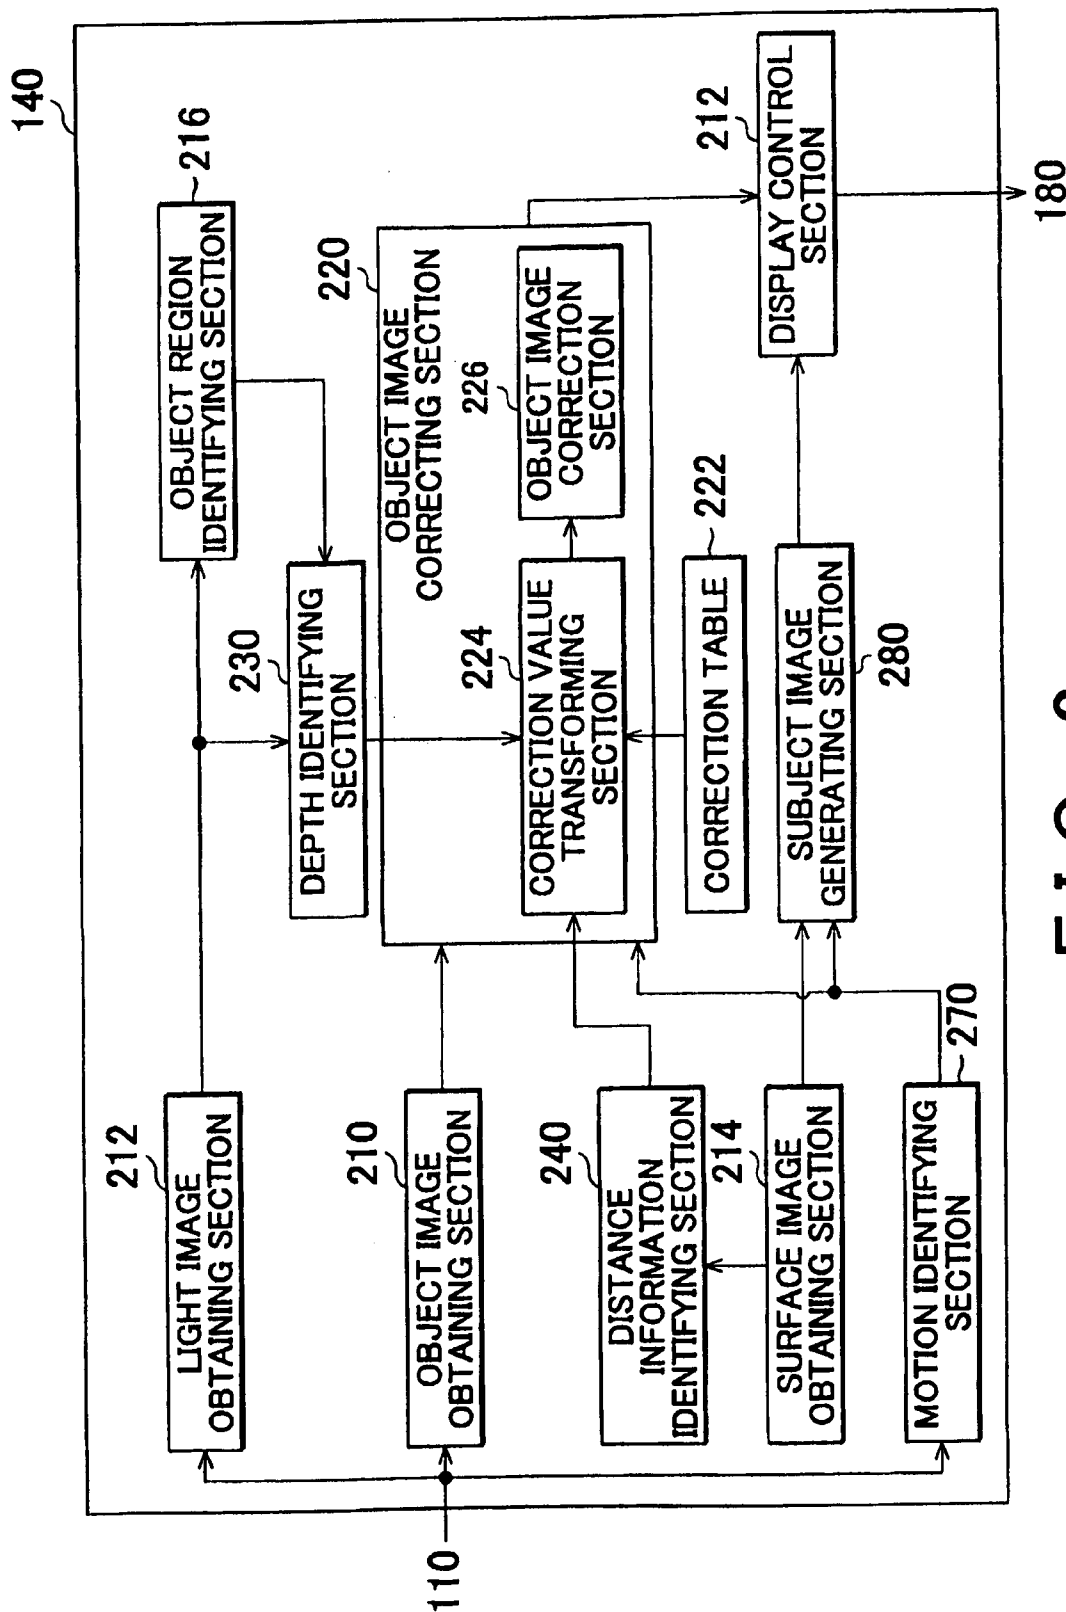 140
212
LIGHT IMAGE
OBTAINING SECTION
216
OBJECT REGION
IDENTIFYING SECTION
230
DEPTH IDENTIFYING
SECTION
110
210
OBJECT IMAGE
OBTAINING SECTION
220
OBJECT IMAGE
CORRECTING SECTION
224
CORRECTION VALUE
TRANSFORMING
SECTION
226
OBJECT IMAGE
CORRECTION
SECTION
240
DISTANCE
INFORMATION
IDENTIFYING SECTION
222
CORRECTION TABLE
214
SURFACE IMAGE
OBTAINING SECTION
SUBJECT IMAGE
GENERATING SECTION
280
212
DISPLAY CONTROL
SECTION
MOTION IDENTIFYING
SECTION
270
180